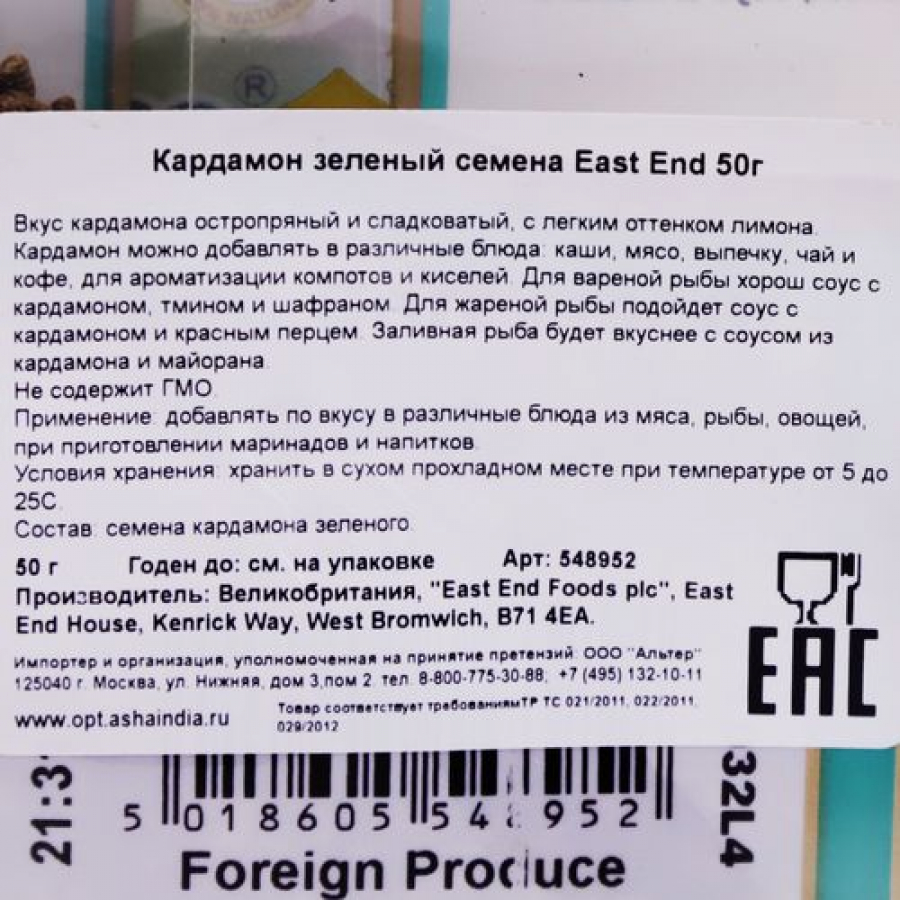 % NATURA
®
Кардамон зеленый семена East End 50г
Вкус кардамона остропряный и сладковатый, с легким оттенком лимона.
Кардамон можно добавлять в различные блюда: каши, мясо, выпечку, чай и
кофе, для ароматизации компотов и киселей. Для вареной рыбы хорош соус с
кардамоном, тмином и шафраном. Для жареной рыбы подойдет соус с
кардамоном и красным перцем. Заливная рыба будет вкуснее с соусом из
кардамона и майорана.
Не содержит ГМО.
Применение: добавлять по вкусу в различные блюда из мяса, рыбы, овощей,
при приготовлении маринадов и напитков.
Условия хранения: хранить в сухом прохладном месте при температуре от 5 до
25С.
Состав: семена кардамона зеленого.
50 г Годен до: см. на упаковке Арт: 548952
Производитель: Великобритания, "East End Foods plc", East
End House, Kenrick Way, West Bromwich, B71 4EA.
Импортер и организация, уполномоченная на принятие претензий: ООО "Альтер"
125040 г. Москва, ул. Нижняя, дом 3,пом 2. тел. 8-800-775-30-88; +7 (495) 132-10-11
www.opt.ashaindia.ru
Товар соответствует требованиямТР ТС 021/2011, 022/2011,
029/2012
EAC
21:3
5 018605 54 952
32L4
Foreign Produce